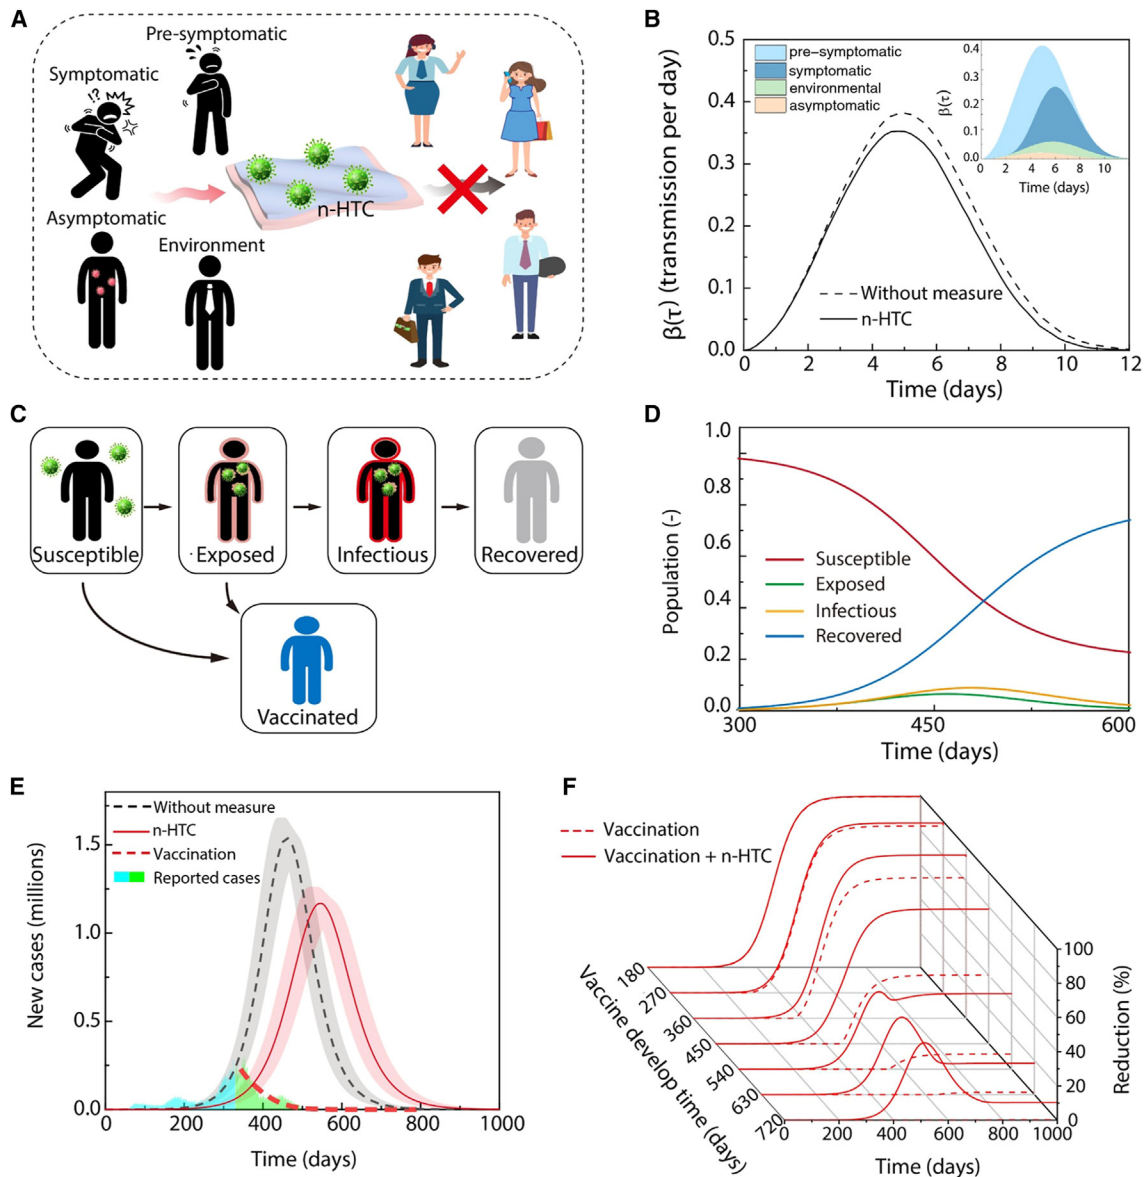 A
Pre-symptomatic
Symptomatic
!?
n-HTC
Asymptomatic
Environment
B
β(τ) (transmission per day)
0.5
0.4
0.3
0.2
0.1
0.0
0 2 4 6 8 10 12
Time (days)
pre-symptomatic
symptomatic
environmental
asymptomatic
Without measure
n-HTC
β(τ)
0.4
0.3
0.2
0.1
0.0
2 4 6 8 10
Time (days)
C
Susceptible
Exposed
Infectious
Recovered
Vaccinated
D
Population (-)
1.0
0.8
0.6
0.4
0.2
0.0
300 450 600
Time (days)
Susceptible
Exposed
Infectious
Recovered
E
New cases (millions)
1.5
1.0
0.5
0.0
0 200 400 600 800 1000
Time (days)
Without measure
n-HTC
Vaccination
Reported cases
F
Vaccination
Vaccination + n-HTC
Vaccine develop time (days)
180
270
360
450
540
630
720
0 200 400 600 800 1000
Time (days)
100
80
60
40
20
0
Reduction (%)